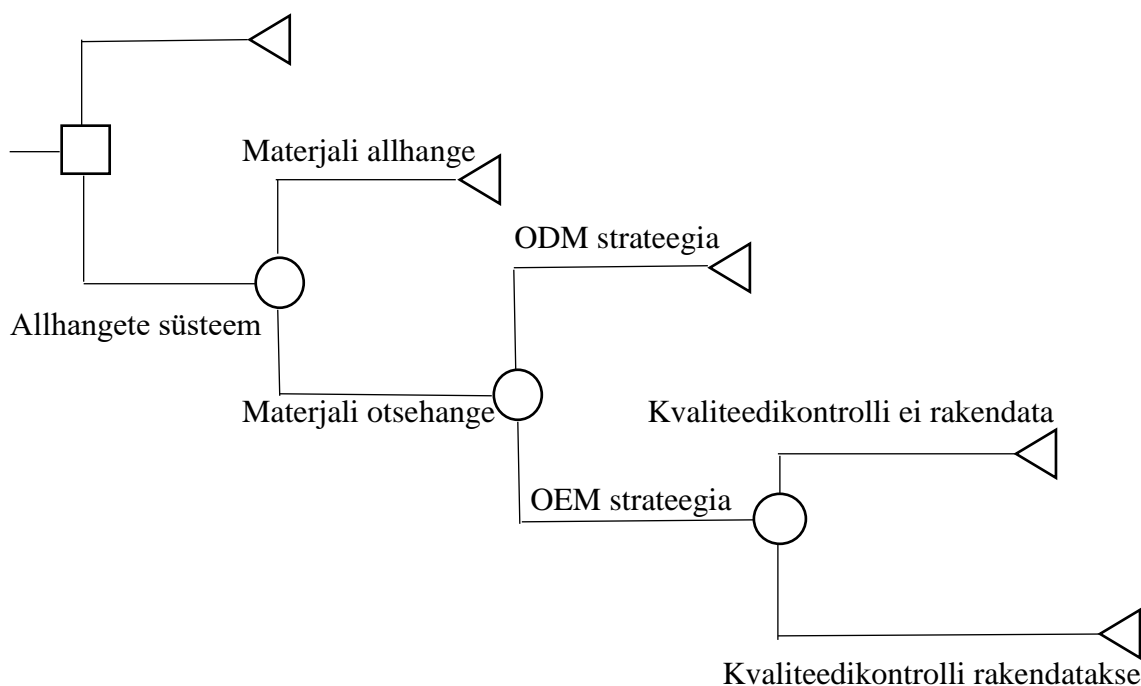 Materjali allhange
ODM strateegia
Allhangete süsteem
Materjali otsehange
Kvaliteedikontrolli ei rakendata
OEM strateegia
Kvaliteedikontrolli rakendatakse